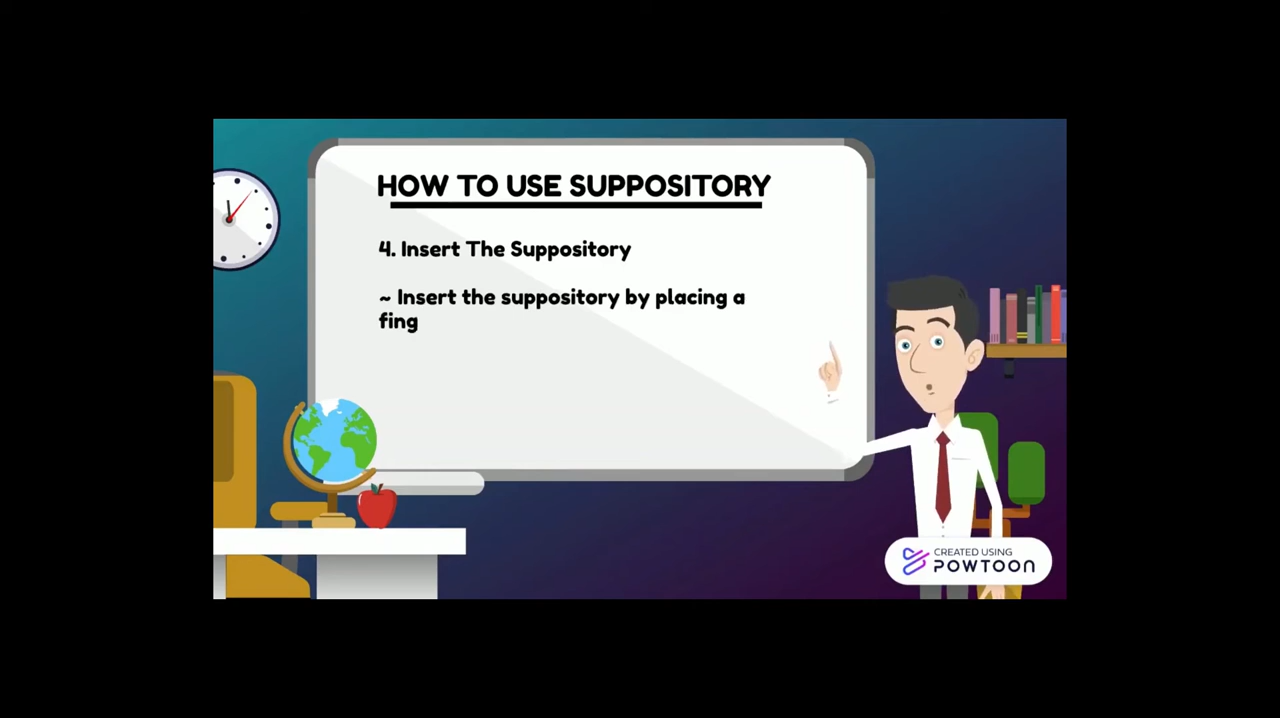 HOW TO USE SUPPOSITORY
4. Insert The Suppository
~ Insert the suppository by placing a
fing
CREATED USING
POWTOON